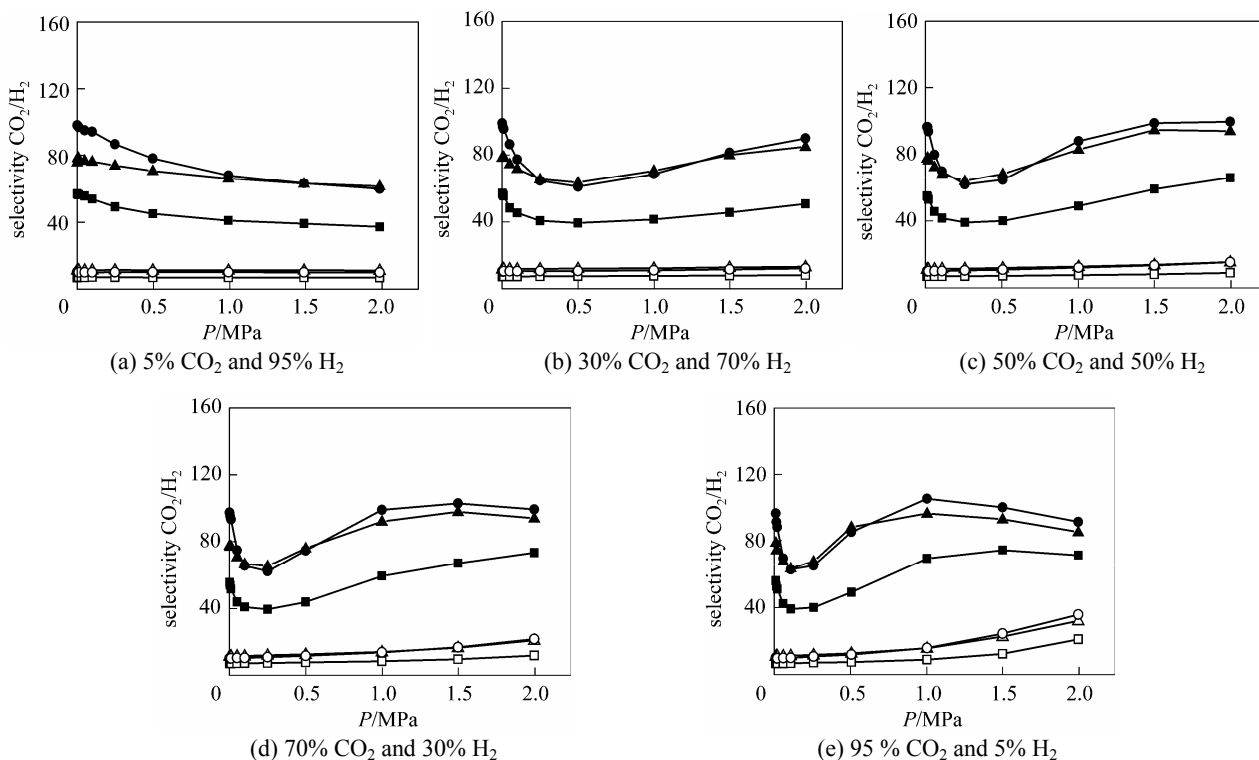 160
120
80
40
0
selectivity CO₂/H₂
0 0.5 1.0 1.5 2.0
P/MPa
(a) 5% CO₂ and 95% H₂
160
120
80
40
0
selectivity CO₂/H₂
0.5 1.0 1.5 2.0
P/MPa
(b) 30% CO₂ and 70% H₂
160
120
80
40
0
selectivity CO₂/H₂
0.5 1.0 1.5 2.0
P/MPa
(c) 50% CO₂ and 50% H₂
160
120
80
40
0
selectivity CO₂/H₂
0.5 1.0 1.5 2.0
P/MPa
(d) 70% CO₂ and 30% H₂
160
120
80
40
0
selectivity CO₂/H₂
0.5 1.0 1.5 2.0
P/MPa
(e) 95 % CO₂ and 5% H₂